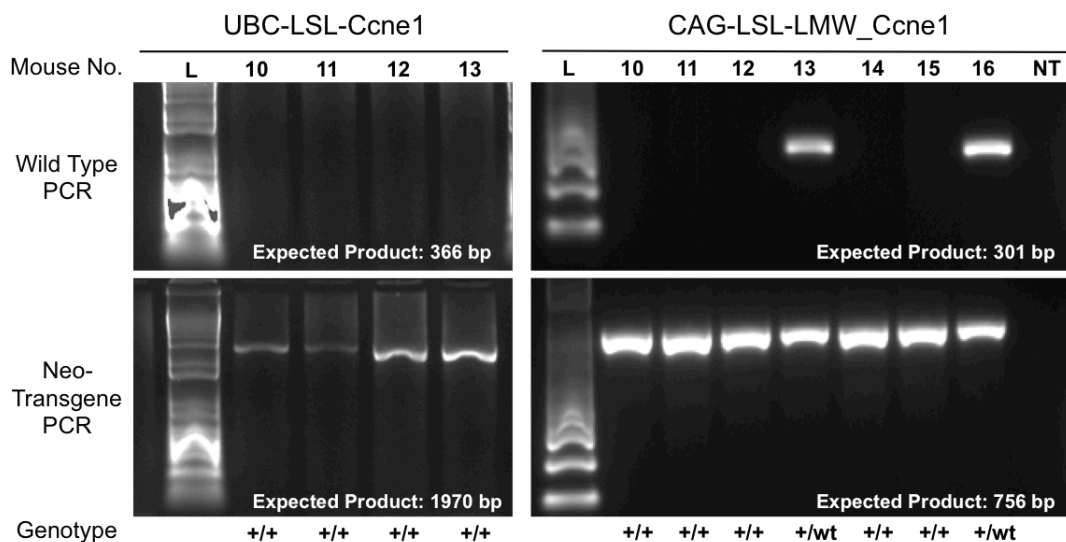 UBC-LSL-Ccne1 CAG-LSL-LMW_Ccne1
Mouse No. L 10 11 12 13 L 10 11 12 13 14 15 16 NT
Wild Type
PCR
Expected Product: 366 bp Expected Product: 301 bp
Neo-
Transgene
PCR
Expected Product: 1970 bp Expected Product: 756 bp
Genotype +/+ +/+ +/+ +/+ +/+ +/+ +/+ +/wt +/+ +/+ +/wt